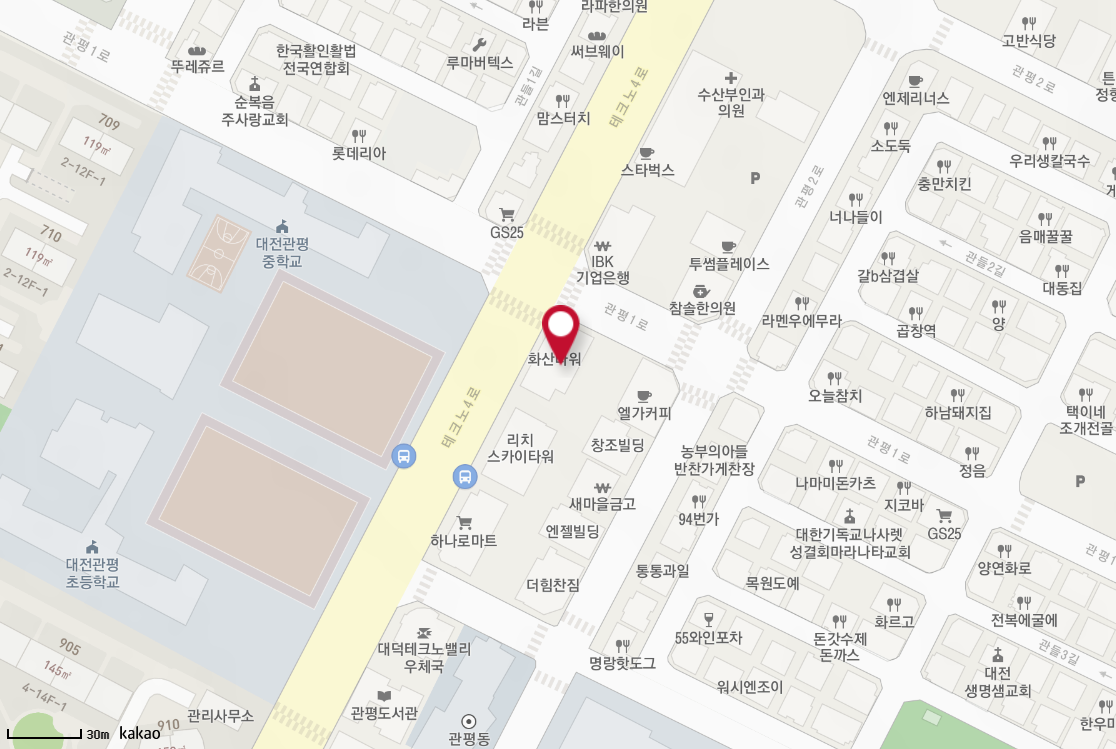 라븐
라파한의원
관평1로
뚜레쥬르
한국활인활법
전국연합회
루마버텍스
써브웨이
고반식당
관평2로
튼
정형
순복음
주사랑교회
관들1길
맘스터치
테크노4로
수산부인과
의원
엔제리너스
709
119㎡
2-12F-1
롯데리아
스타벅스
P
소도둑
우리생칼국수
충만치킨
관평2로
너나들이
710
119㎡
2-12F-1
대전관평
중학교
GS25
IBK
기업은행
투썸플레이스
음매꿀꿀
관들2길
갈b삼겹살
대동집
참솔한의원
관평1로
라멘우에무라
곱창역
양
화산타워
엘가커피
오늘참치
하남돼지집
택이네
조개전골
테크노4로
리치
스카이타워
창조빌딩
농부의아들
반찬가게찬장
관평1로
정음
나마미돈카츠
지코바
P
새마을금고
94번가
GS25
하나로마트
엔젤빌딩
대한기독교나사렛
성결회마라나타교회
관평1
대전관평
초등학교
더힘찬짐
통통과일
목원도예
양연화로
전복에굴에
화르고
905
145㎡
4-14F-1
대덕테크노밸리
우체국
명랑핫도그
55와인포차
돈갓수제
돈까스
관들3길
대전
생명샘교회
워시엔조이
910
관리사무소
관평도서관
관평동
한우마
30m
kakao